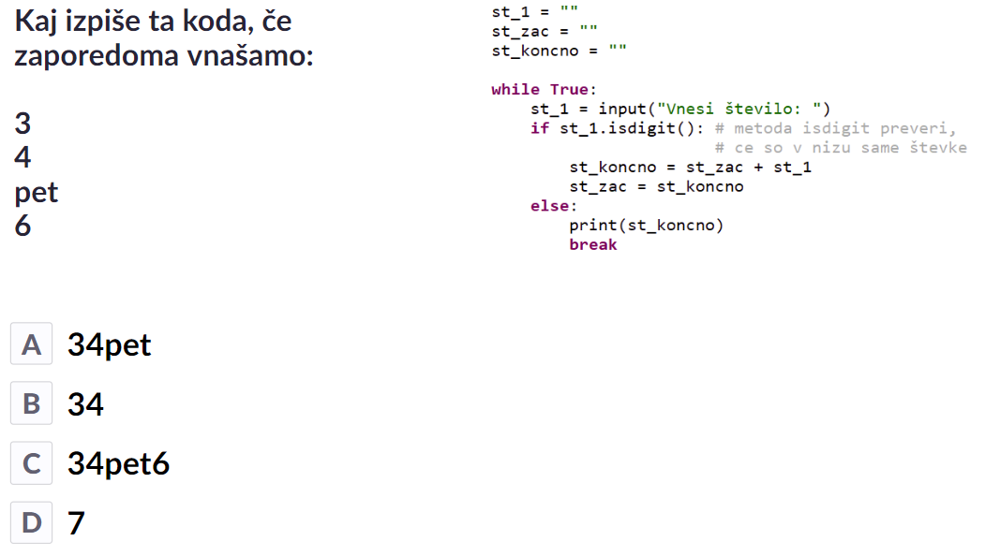 Kaj izpiše ta koda, če
zaporedoma vnašamo:
3
4
pet
6
A 34pet
B 34
C 34pet6
D 7
st_1 = ""
st_zac = ""
st_koncno = ""
while True:
    st_1 = input("Vnesi število: ")
    if st_1.isdigit(): # metoda isdigit preveri,
                       # ce so v nizu same števke
        st_koncno = st_zac + st_1
        st_zac = st_koncno
    else:
        print(st_koncno)
        break